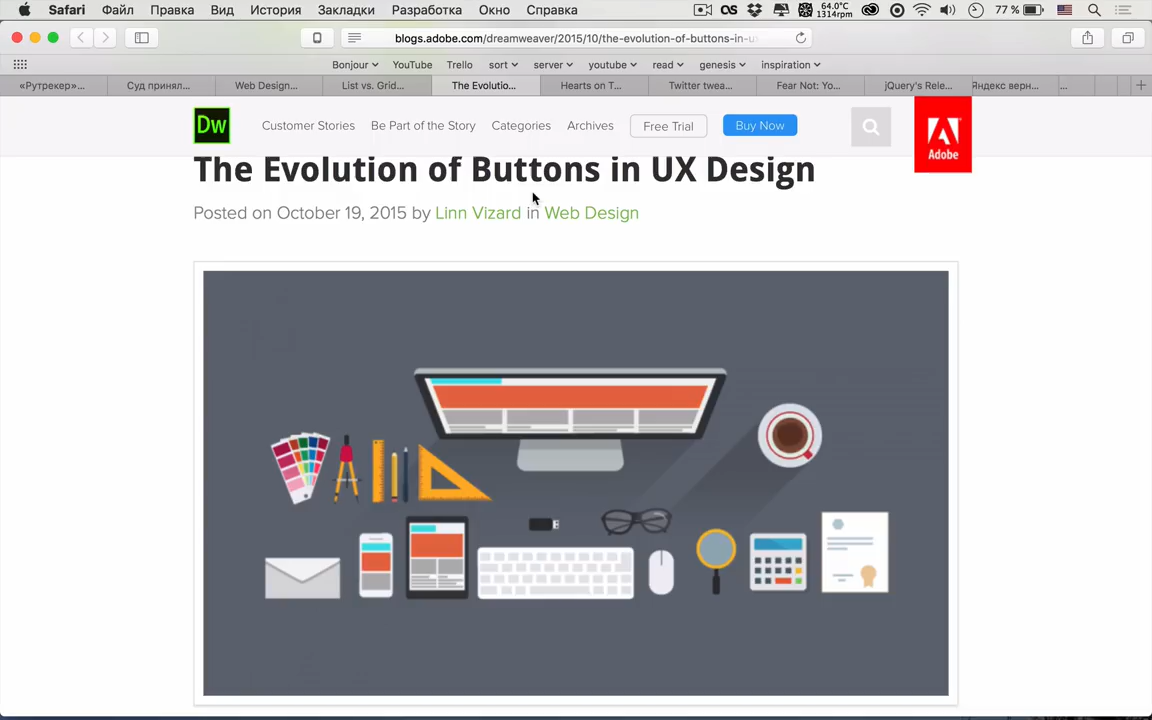 Safari Файл Правка Вид История Закладки Разработка Окно Справка 64.0°C 1314rpm 77 %
blogs.adobe.com/dreamweaver/2015/10/the-evolution-of-buttons-in-ux
Bonjour YouTube Trello sort server youtube read genesis inspiration
«Рутрекер»... Суд принял... Web Design... List vs. Grid... The Evolutio... Hearts on T... Twitter twea... Fear Not: Yo... jQuery's Rele... Яндекс верн... ...
Dw Customer Stories Be Part of the Story Categories Archives Free Trial Buy Now Adobe
The Evolution of Buttons in UX Design
Posted on October 19, 2015 by Linn Vizard in Web Design